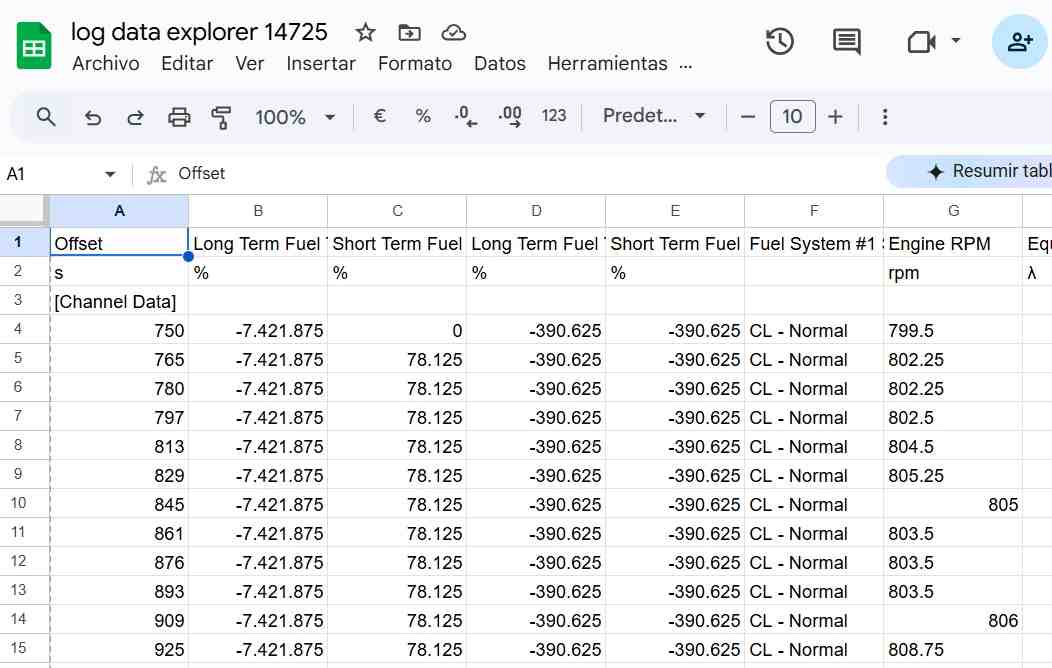 log data explorer 14725
Archivo Editar Ver Insertar Formato Datos Herramientas ...
100% € % .0 .00 123 Predet... 10
A1 fx Offset Resumir tabl
A B C D E F G
1 Offset Long Term Fuel Short Term Fuel Long Term Fuel Short Term Fuel Fuel System #1 Engine RPM Equ
2 s % % % % rpm λ
3 [Channel Data]
4 750 -7.421.875 0 -390.625 -390.625 CL - Normal 799.5
5 765 -7.421.875 78.125 -390.625 -390.625 CL - Normal 802.25
6 780 -7.421.875 78.125 -390.625 -390.625 CL - Normal 802.25
7 797 -7.421.875 78.125 -390.625 -390.625 CL - Normal 802.5
8 813 -7.421.875 78.125 -390.625 -390.625 CL - Normal 804.5
9 829 -7.421.875 78.125 -390.625 -390.625 CL - Normal 805.25
10 845 -7.421.875 78.125 -390.625 -390.625 CL - Normal 805
11 861 -7.421.875 78.125 -390.625 -390.625 CL - Normal 803.5
12 876 -7.421.875 78.125 -390.625 -390.625 CL - Normal 803.5
13 893 -7.421.875 78.125 -390.625 -390.625 CL - Normal 803.5
14 909 -7.421.875 78.125 -390.625 -390.625 CL - Normal 806
15 925 -7.421.875 78.125 -390.625 -390.625 CL - Normal 808.75